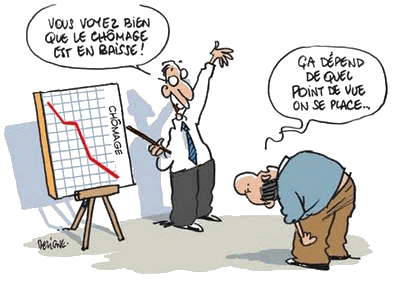 VOUS VOYEZ BIEN
QUE LE CHÔMAGE
EST EN BAISSE !
ÇA DÉPEND
DE QUEL
POINT DE VUE
ON SE PLACE...
CHÔMAGE
DELIGNE.